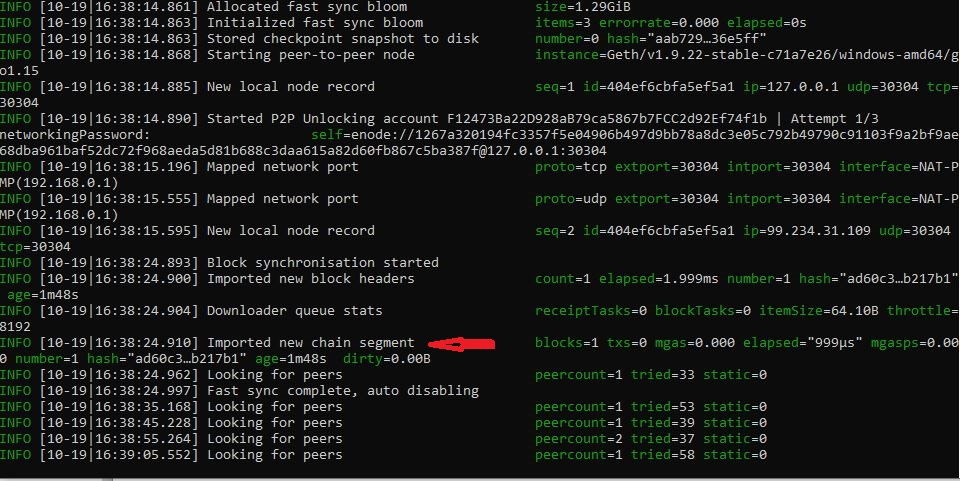 INFO [10-19|16:38:14.861] Allocated fast sync bloom size=1.29GiB
INFO [10-19|16:38:14.863] Initialized fast sync bloom items=3 errorrate=0.000 elapsed=0s
INFO [10-19|16:38:14.863] Stored checkpoint snapshot to disk number=0 hash="aab729…36e5ff"
INFO [10-19|16:38:14.868] Starting peer-to-peer node instance=Geth/v1.9.22-stable-c71a7e26/windows-amd64/g
o1.15
INFO [10-19|16:38:14.885] New local node record seq=1 id=404ef6cbfa5ef5a1 ip=127.0.0.1 udp=30304 tcp=
30304
INFO [10-19|16:38:14.890] Started P2P Unlocking account F12473Ba22D928aB79ca5867b7FCC2d92Ef74f1b | Attempt 1/3
networkingPassword: self=enode://1267a320194fc3357f5e04906b497d9bb78a8dc3e05c792b49790c91103f9a2bf9ae
68dba961baf52dc72f968aeda5d81b688c3daa615a82d60fb867c5ba387f@127.0.0.1:30304
INFO [10-19|16:38:15.196] Mapped network port proto=tcp extport=30304 intport=30304 interface=NAT-P
MP(192.168.0.1)
INFO [10-19|16:38:15.555] Mapped network port proto=udp extport=30304 intport=30304 interface=NAT-P
MP(192.168.0.1)
INFO [10-19|16:38:15.595] New local node record seq=2 id=404ef6cbfa5ef5a1 ip=99.234.31.109 udp=30304
tcp=30304
INFO [10-19|16:38:24.893] Block synchronisation started
INFO [10-19|16:38:24.900] Imported new block headers count=1 elapsed=1.999ms number=1 hash="ad60c3…b217b1"
age=1m48s
INFO [10-19|16:38:24.904] Downloader queue stats receiptTasks=0 blockTasks=0 itemSize=64.10B throttle=
8192
INFO [10-19|16:38:24.910] Imported new chain segment blocks=1 txs=0 mgas=0.000 elapsed="999µs" mgasps=0.00
0 number=1 hash="ad60c3…b217b1" age=1m48s dirty=0.00B
INFO [10-19|16:38:24.962] Looking for peers peercount=1 tried=33 static=0
INFO [10-19|16:38:24.997] Fast sync complete, auto disabling
INFO [10-19|16:38:35.168] Looking for peers peercount=1 tried=53 static=0
INFO [10-19|16:38:45.228] Looking for peers peercount=1 tried=39 static=0
INFO [10-19|16:38:55.264] Looking for peers peercount=2 tried=37 static=0
INFO [10-19|16:39:05.552] Looking for peers peercount=1 tried=58 static=0